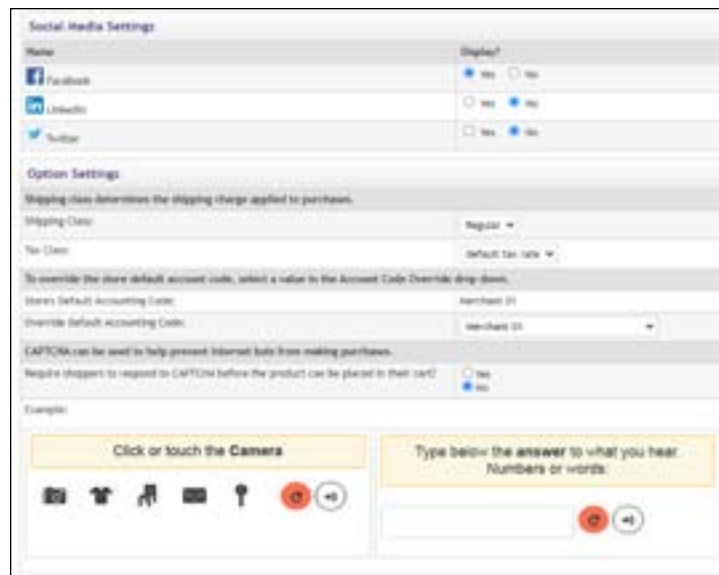 Social Media Settings
Name Display?
Facebook Yes No
LinkedIn Yes No
Twitter Yes No
Option Settings
Shipping class determines the shipping charge applied to purchases.
Shipping Class: Regular
Tax Class: default tax rate
To override the store default account code, select a value in the Account Code Override drop down.
Store's Default Accounting Code: Merchant 01
Override Default Accounting Code: Merchant 01
CAPTCHA can be used to help prevent internet bots from making purchases.
Require shoppers to respond to CAPTCHA before the product can be placed in their cart? Yes
No
Example:
Click or touch the Camera
Type below the answer to what you hear.
Numbers or words: